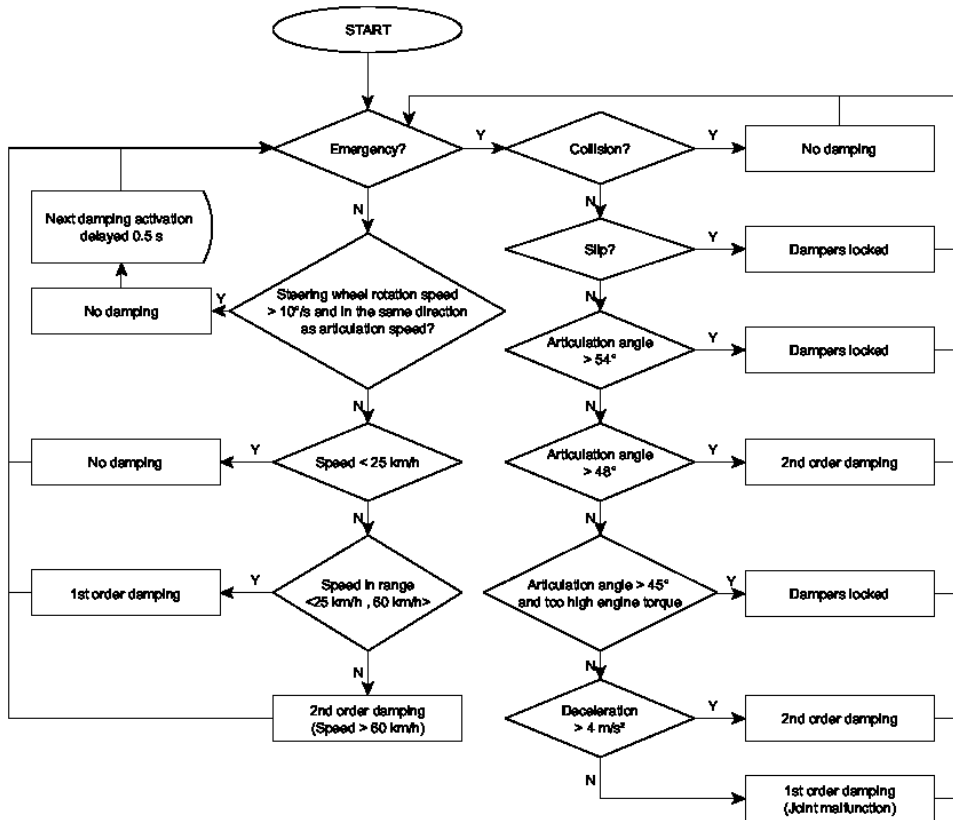 START
Emergency?
Y
Collision?
Y
No damping
N
N
Next damping activation
delayed 0.5 s
Slip?
Y
Dampers locked
No damping
Y
Steering wheel rotation speed
> 10°/s and in the same direction
as articulation speed?
N
Articulation angle
> 54°
Y
Dampers locked
N
N
No damping
Y
Speed < 25 km/h
Articulation angle
> 48°
Y
2nd order damping
N
N
1st order damping
Y
Speed in range
<25 km/h , 60 km/h>
Articulation angle > 45°
and too high engine torque
Y
Dampers locked
N
N
2nd order damping
(Speed > 60 km/h)
Deceleration
> 4 m/s²
Y
2nd order damping
N
1st order damping
(Joint malfunction)